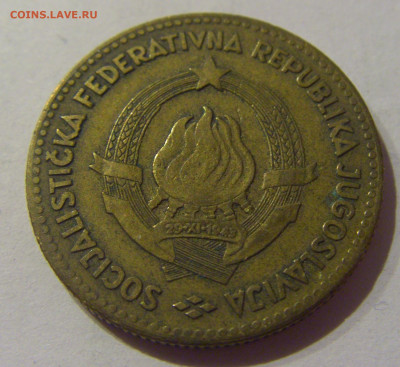 COINS.LAVE.RU
SOCIJALISTIČKA FEDERATIVNA REPUBLIKA JUGOSLAVIJA
29·XI·1943